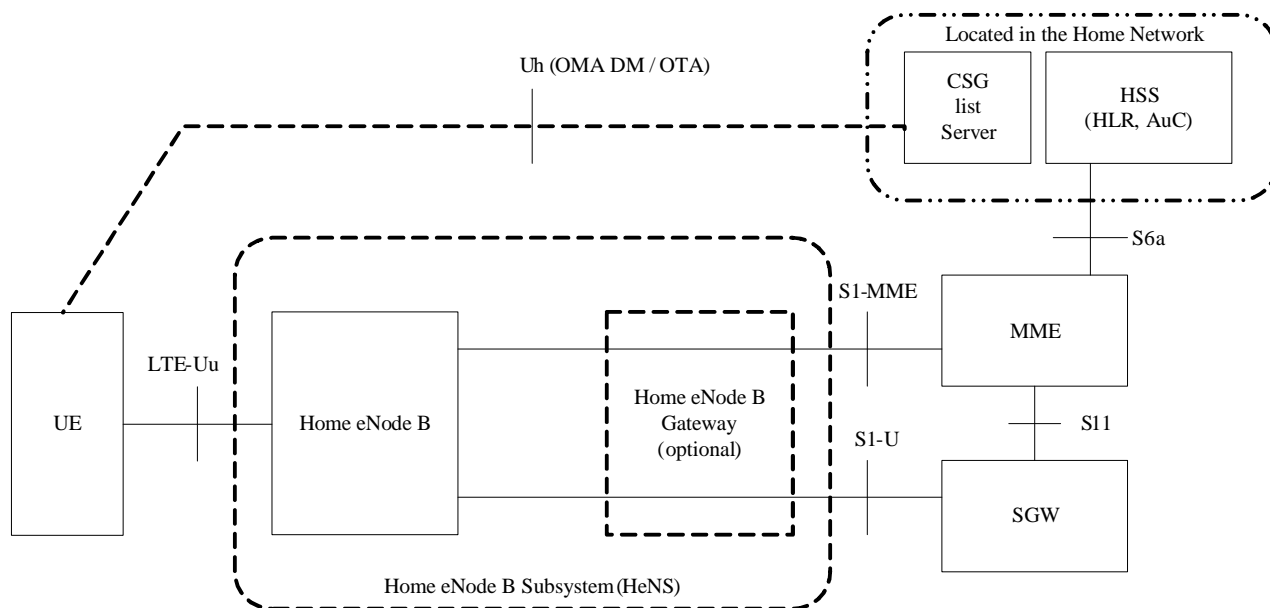 Located in the Home Network
Uh (OMA DM / OTA)
CSG
list
Server
HSS
(HLR, AuC)
S6a
S1-MME
MME
LTE-Uu
UE
Home eNode B
Home eNode B
Gateway
(optional)
S11
S1-U
SGW
Home eNode B Subsystem (HeNS)